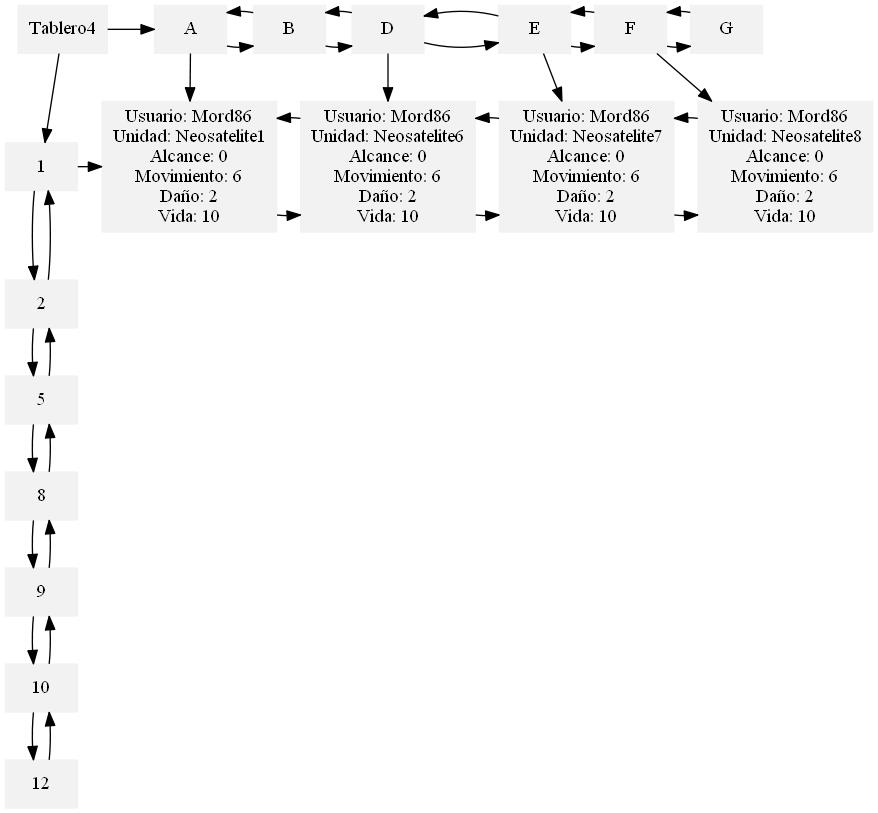 Tablero4
A
B
D
E
F
G
1
Usuario: Mord86
Unidad: Neosatelite1
Alcance: 0
Movimiento: 6
Daño: 2
Vida: 10
Usuario: Mord86
Unidad: Neosatelite6
Alcance: 0
Movimiento: 6
Daño: 2
Vida: 10
Usuario: Mord86
Unidad: Neosatelite7
Alcance: 0
Movimiento: 6
Daño: 2
Vida: 10
Usuario: Mord86
Unidad: Neosatelite8
Alcance: 0
Movimiento: 6
Daño: 2
Vida: 10
2
5
8
9
10
12